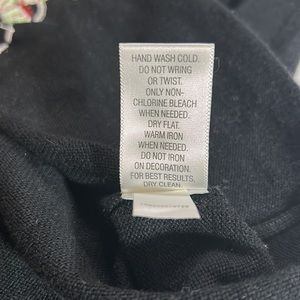 HAND WASH COLD.
DO NOT WRING
OR TWIST.
ONLY NON-
CHLORINE BLEACH
WHEN NEEDED.
DRY FLAT.
WARM IRON
WHEN NEEDED.
DO NOT IRON
ON DECORATION.
FOR BEST RESULTS,
DRY CLEAN.